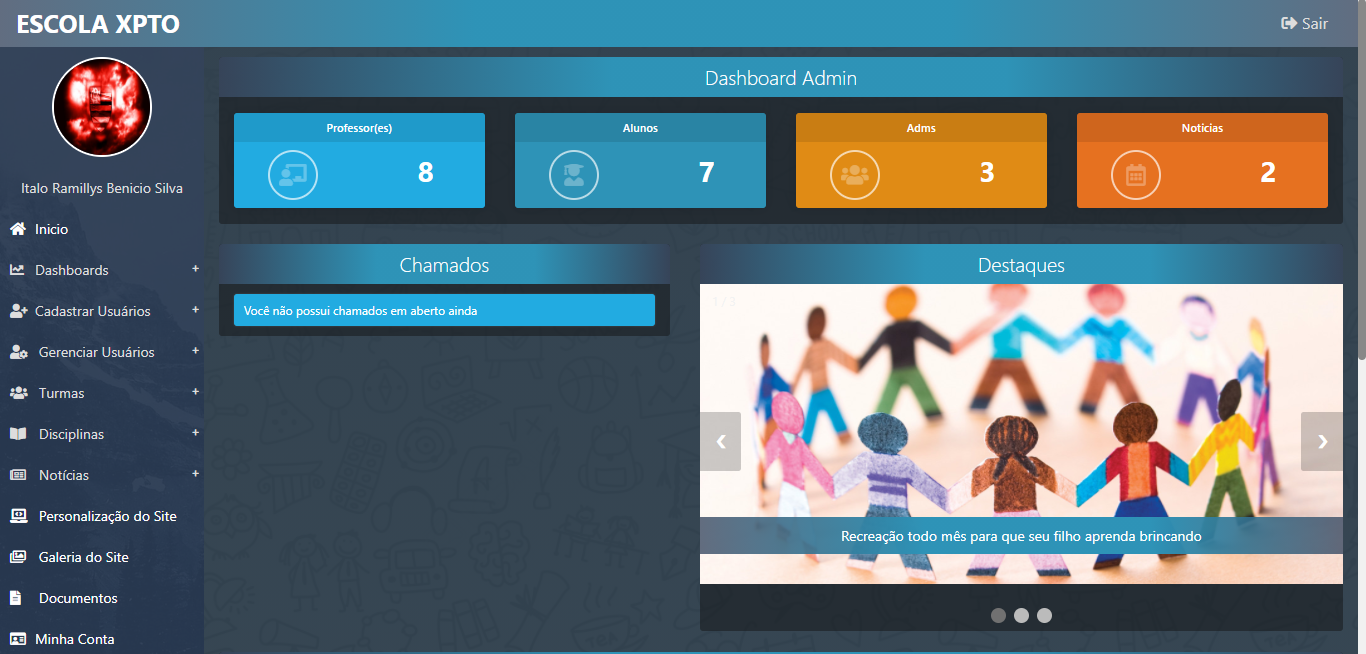 ESCOLA XPTO
Sair
Italo Ramillys Benicio Silva
Inicio
Dashboards +
Cadastrar Usuários +
Gerenciar Usuários +
Turmas +
Disciplinas +
Notícias +
Personalização do Site
Galeria do Site
Documentos
Minha Conta
Dashboard Admin
Professor(es)
8
Alunos
7
Adms
3
Noticias
2
Chamados
Você não possui chamados em aberto ainda
Destaques
1 / 3
❮ ❯
Recreação todo mês para que seu filho aprenda brincando